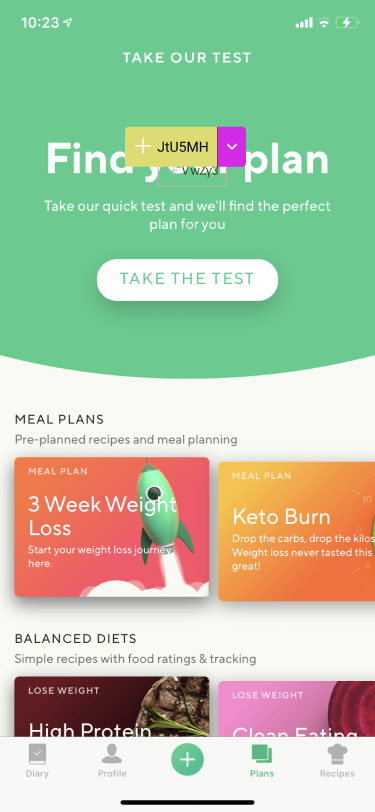 10:23
TAKE OUR TEST
JtU5MH
Find your plan
VwZy3
Take our quick test and we'll find the perfect
plan for you
TAKE THE TEST
MEAL PLANS
Pre-planned recipes and meal planning
MEAL PLAN
3 Week Weight
Loss
Start your weight loss journey
here.
MEAL PLAN
Keto Burn
Drop the carbs, drop the kilos
Weight loss never tasted this
great!
10
8
BALANCED DIETS
Simple recipes with food ratings & tracking
LOSE WEIGHT
High Protein
LOSE WEIGHT
Clean Eating
Diary
Profile
Plans
Recipes